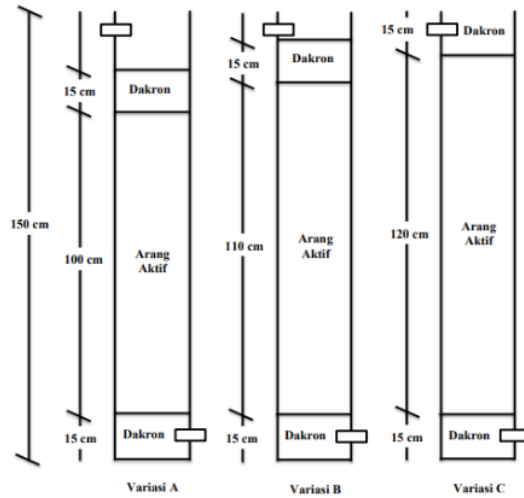 150 cm
15 cm
Dakron
100 cm
Arang
Aktif
15 cm
Dakron
Variasi A
15 cm
Dakron
110 cm
Arang
Aktif
15 cm
Dakron
Variasi B
15 cm
Dakron
120 cm
Arang
Aktif
15 cm
Dakron
Variasi C